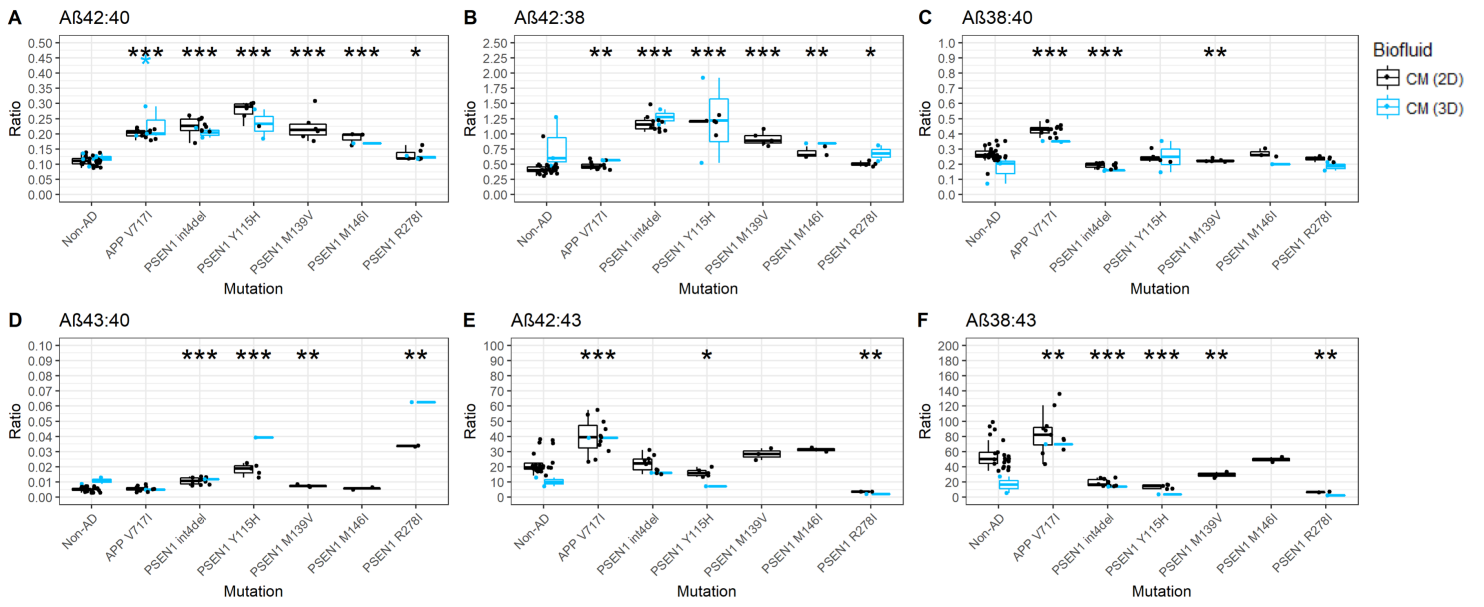 A Aß42:40
0.50
0.45
0.40
0.35
0.30
0.25
0.20
0.15
0.10
0.05
0.00
Ratio
*** *** *** *** *** *
*
Non-AD
APP V717I
PSEN1 int4del
PSEN1 Y115H
PSEN1 M139V
PSEN1 M146I
PSEN1 R278I
Mutation
B Aß42:38
2.50
2.25
2.00
1.75
1.50
1.25
1.00
0.75
0.50
0.25
0.00
Ratio
** *** *** *** ** *
Non-AD
APP V717I
PSEN1 int4del
PSEN1 Y115H
PSEN1 M139V
PSEN1 M146I
PSEN1 R278I
Mutation
C Aß38:40
1.0
0.9
0.8
0.7
0.6
0.5
0.4
0.3
0.2
0.1
0.0
Ratio
*** *** **
Non-AD
APP V717I
PSEN1 int4del
PSEN1 Y115H
PSEN1 M139V
PSEN1 M146I
PSEN1 R278I
Mutation
Biofluid
CM (2D)
CM (3D)
D Aß43:40
0.10
0.09
0.08
0.07
0.06
0.05
0.04
0.03
0.02
0.01
0.00
Ratio
*** *** ** **
Non-AD
APP V717I
PSEN1 int4del
PSEN1 Y115H
PSEN1 M139V
PSEN1 M146I
PSEN1 R278I
Mutation
E Aß42:43
100
90
80
70
60
50
40
30
20
10
0
Ratio
*** * **
Non-AD
APP V717I
PSEN1 int4del
PSEN1 Y115H
PSEN1 M139V
PSEN1 M146I
PSEN1 R278I
Mutation
F Aß38:43
200
180
160
140
120
100
80
60
40
20
0
Ratio
** *** *** ** **
Non-AD
APP V717I
PSEN1 int4del
PSEN1 Y115H
PSEN1 M139V
PSEN1 M146I
PSEN1 R278I
Mutation